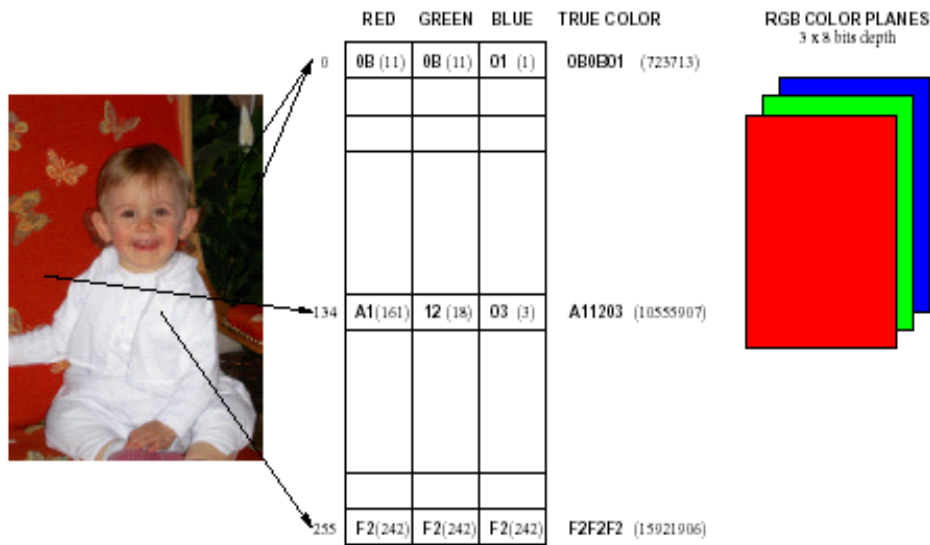 RED GREEN BLUE TRUE COLOR RGB COLOR PLANES
3 x 8 bits depth
0 0B (11) 0B (11) 01 (1) 0B0B01 (723713)
134 A1(161) 12 (18) 03 (3) A11203 (10555907)
255 F2(242) F2(242) F2(242) F2F2F2 (15921906)